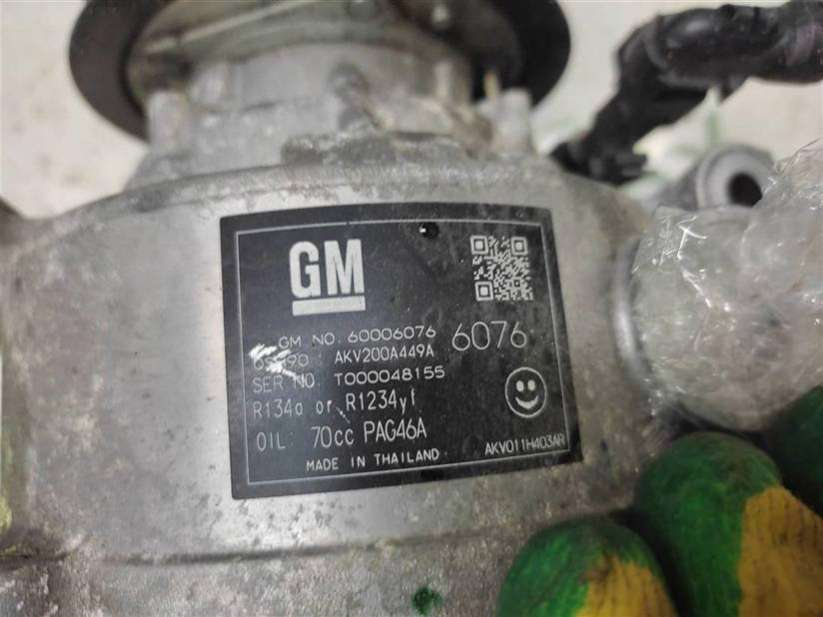 GM
GM NO. 60006076 6076
AKV200A449A
SER NO. T000048155
R134a or R1234yf
OIL: 70cc PAG46A
MADE IN THAILAND
AKV011H403AR